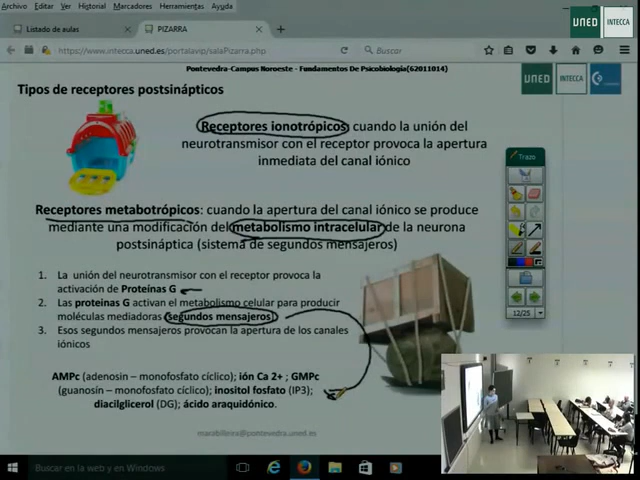 Archivo Editar Ver Historial Marcadores Herramientas Ayuda
Listado de aulas
PIZARRA
https://www.intecca.uned.es/portalavip/salaPizarra.php
Buscar
UNED
INTECCA
Pontevedra-Campus Noroeste - Fundamentos De Psicobiología(62011014)
UNED
INTECCA
Tipos de receptores postsinápticos
Receptores ionotrópicos: cuando la unión del
neurotransmisor con el receptor provoca la apertura
inmediata del canal iónico
Trazo
Receptores metabotrópicos: cuando la apertura del canal iónico se produce
mediante una modificación del metabolismo intracelular de la neurona
postsináptica (sistema de segundos mensajeros)
1. La unión del neurotransmisor con el receptor provoca la
activación de Proteínas G
2. Las proteinas G activan el metabolismo celular para producir
moléculas mediadoras (segundos mensajeros)
3. Esos segundos mensajeros provocan la apertura de los canales
iónicos
12/25
AMPc (adenosin – monofosfato cíclico); ión Ca 2+ ; GMPc
(guanosín – monofosfato cíclico); inositol fosfato (IP3);
diacilglicerol (DG); ácido araquidónico.
Buscar en la web y en Windows